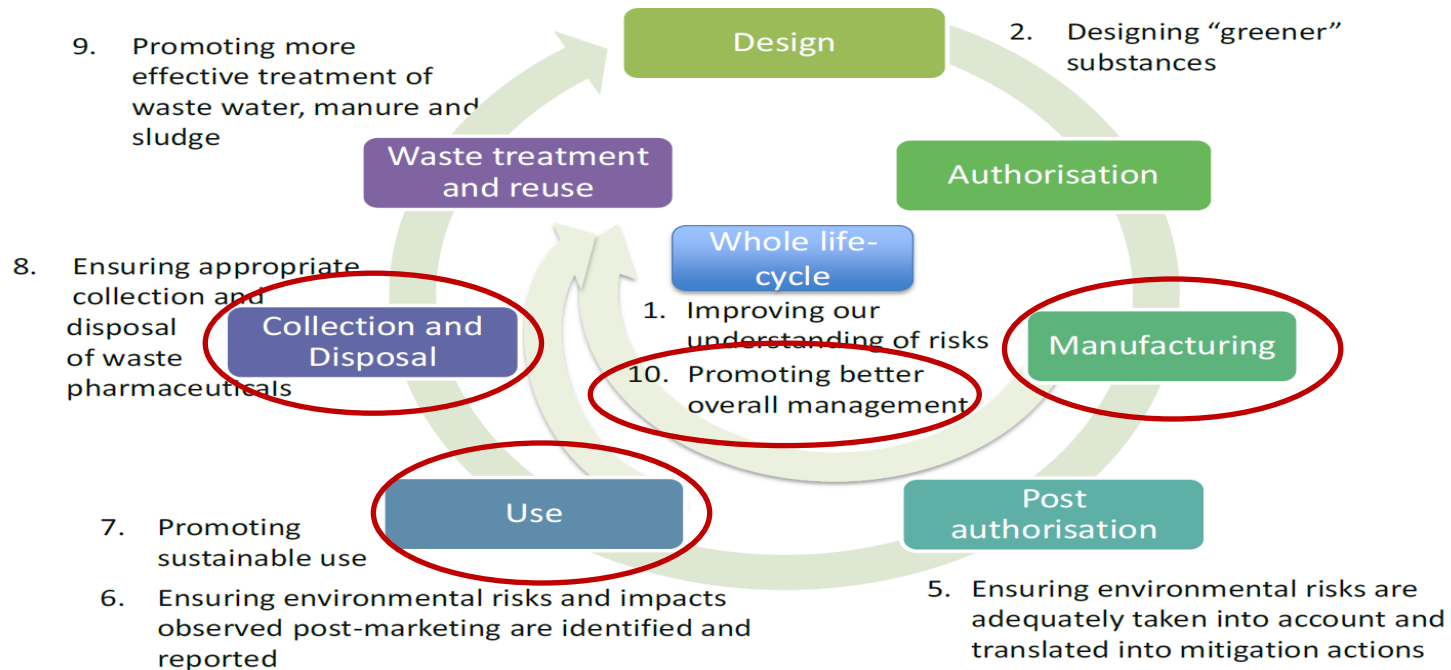 Design
2. Designing “greener”
substances
Authorisation
Manufacturing
Post
authorisation
5. Ensuring environmental risks are
adequately taken into account and
translated into mitigation actions
Use
7. Promoting
sustainable use
6. Ensuring environmental risks and impacts
observed post-marketing are identified and
reported
Collection and
Disposal
8. Ensuring appropriate
collection and
disposal
of waste
pharmaceuticals
Waste treatment
and reuse
9. Promoting more
effective treatment of
waste water, manure and
sludge
Whole life-
cycle
1. Improving our
understanding of risks
10. Promoting better
overall management